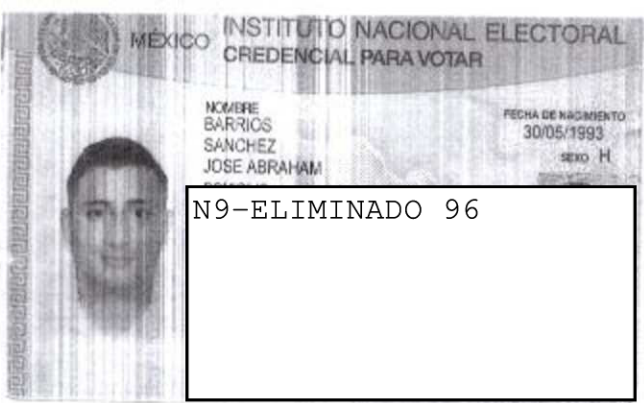 MÉXICO INSTITUTO NACIONAL ELECTORAL
CREDENCIAL PARA VOTAR
NOMBRE
BARRIOS
SANCHEZ
JOSE ABRAHAM
FECHA DE NACIMIENTO
30/05/1993
SEXO H
N9-ELIMINADO 96